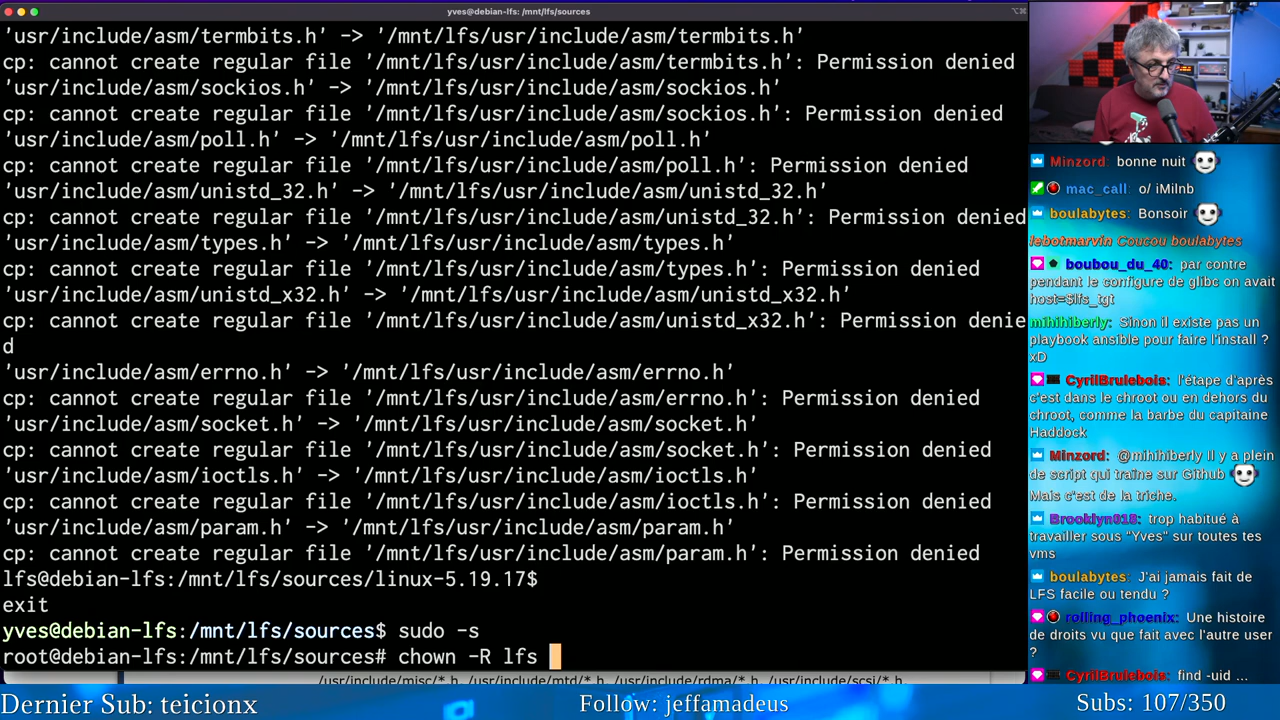 yves@debian-lfs: /mnt/lfs/sources
'usr/include/asm/termbits.h' -> '/mnt/lfs/usr/include/asm/termbits.h'
cp: cannot create regular file '/mnt/lfs/usr/include/asm/termbits.h': Permission denied
'usr/include/asm/sockios.h' -> '/mnt/lfs/usr/include/asm/sockios.h'
cp: cannot create regular file '/mnt/lfs/usr/include/asm/sockios.h': Permission denied
'usr/include/asm/poll.h' -> '/mnt/lfs/usr/include/asm/poll.h'
cp: cannot create regular file '/mnt/lfs/usr/include/asm/poll.h': Permission denied
'usr/include/asm/unistd_32.h' -> '/mnt/lfs/usr/include/asm/unistd_32.h'
cp: cannot create regular file '/mnt/lfs/usr/include/asm/unistd_32.h': Permission denied
'usr/include/asm/types.h' -> '/mnt/lfs/usr/include/asm/types.h'
cp: cannot create regular file '/mnt/lfs/usr/include/asm/types.h': Permission denied
'usr/include/asm/unistd_x32.h' -> '/mnt/lfs/usr/include/asm/unistd_x32.h'
cp: cannot create regular file '/mnt/lfs/usr/include/asm/unistd_x32.h': Permission denie
d
'usr/include/asm/errno.h' -> '/mnt/lfs/usr/include/asm/errno.h'
cp: cannot create regular file '/mnt/lfs/usr/include/asm/errno.h': Permission denied
'usr/include/asm/socket.h' -> '/mnt/lfs/usr/include/asm/socket.h'
cp: cannot create regular file '/mnt/lfs/usr/include/asm/socket.h': Permission denied
'usr/include/asm/ioctls.h' -> '/mnt/lfs/usr/include/asm/ioctls.h'
cp: cannot create regular file '/mnt/lfs/usr/include/asm/ioctls.h': Permission denied
'usr/include/asm/param.h' -> '/mnt/lfs/usr/include/asm/param.h'
cp: cannot create regular file '/mnt/lfs/usr/include/asm/param.h': Permission denied
lfs@debian-lfs:/mnt/lfs/sources/linux-5.19.17$
exit
yves@debian-lfs:/mnt/lfs/sources$ sudo -s
root@debian-lfs:/mnt/lfs/sources# chown -R lfs
/usr/include/misc/*.h, /usr/include/mtd/*.h, /usr/include/rdma/*.h, /usr/include/scsi/*.h,
Minzord: bonne nuit
mac_call: o/ iMilnb
boulabytes: Bonsoir
lebotmarvin Coucou boulabytes
boubou_du_40: par contre
pendant le configure de glibc on avait
host=$lfs_tgt
mihihiberly: Sinon il existe pas un
playbook ansible pour faire l'install ?
xD
CyrilBrulebois: l'étape d'après
c'est dans le chroot ou en dehors du
chroot, comme la barbe du capitaine
Haddock
Minzord: @mihihiberly Il y a plein
de script qui traîne sur Github
Mais c'est de la triche.
Brooklyn918: trop habitué à
travailler sous "Yves" sur toutes tes
vms
boulabytes: J'ai jamais fait de
LFS facile ou tendu ?
rolling_phoenix: Une histoire
de droits vu que fait avec l'autre user
?
CyrilBrulebois: find -uid ...
Dernier Sub: teicionx
Follow: jeffamadeus
Subs: 107/350